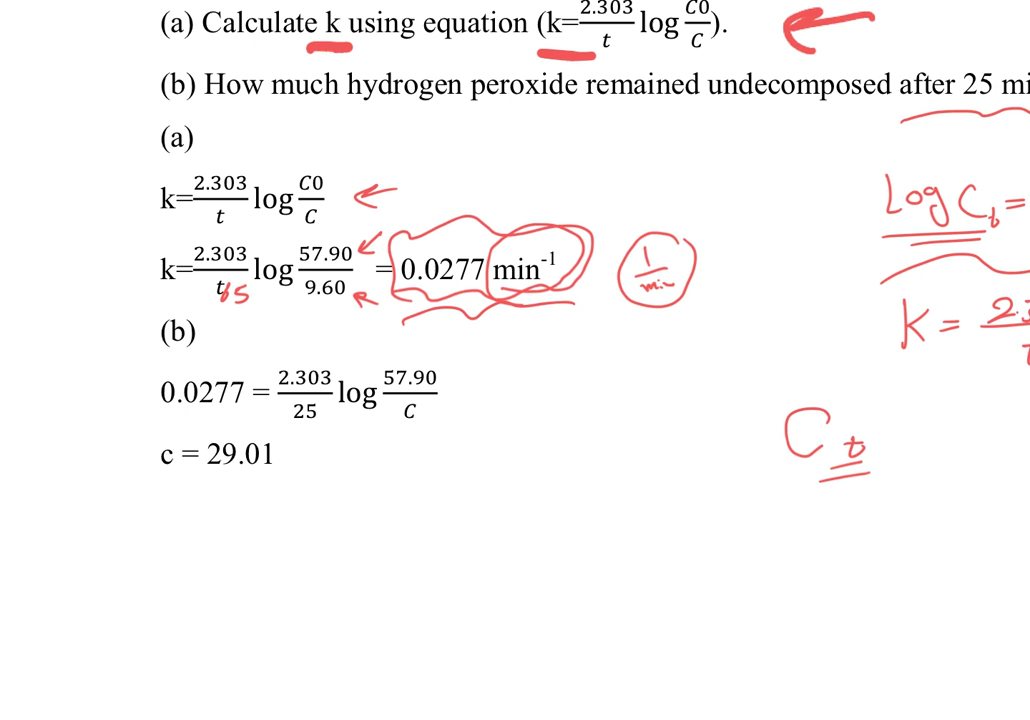 (a) Calculate k using equation (k=2.303/t log C0/C).
(b) How much hydrogen peroxide remained undecomposed after 25
(a)
k=2.303/t log C0/C
Log Ct =
k=2.303/t log 57.90/9.60 = 0.0277 min⁻¹
65
1/min
K =
(b)
0.0277 = 2.303/25 log 57.90/C
Ct
c = 29.01